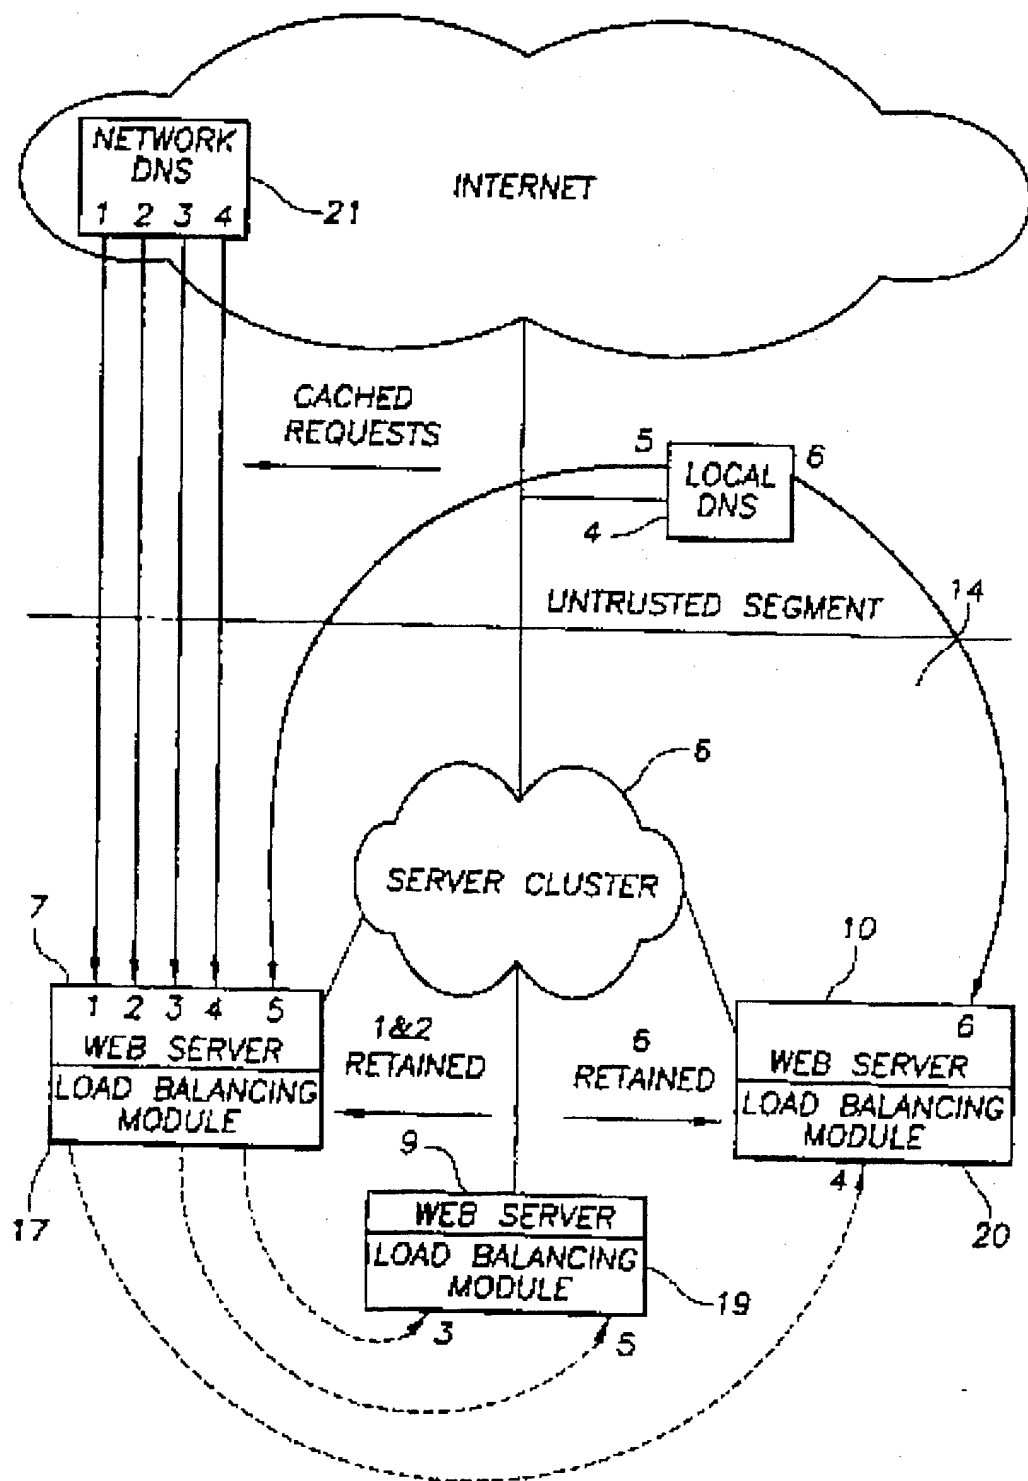 NETWORK
DNS
1 2 3 4
21
INTERNET
CACHED
REQUESTS
5
LOCAL
DNS
6
4
UNTRUSTED SEGMENT
14
6
SERVER CLUSTER
7
10
1 2 3 4 5
WEB SERVER
LOAD BALANCING
MODULE
17
1&2
RETAINED
6
RETAINED
6
WEB SERVER
LOAD BALANCING
MODULE
4
20
9
WEB SERVER
LOAD BALANCING
MODULE
19
3
5